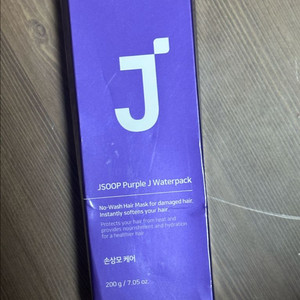 J
JSOOP Purple J Waterpack
No-Wash Hair Mask for damaged hair,
Instantly softens your hair
Protects your hair from heat and
provides nourishment and hydration
for a healthier hair
손상모 케어
200 g / 7.05 oz